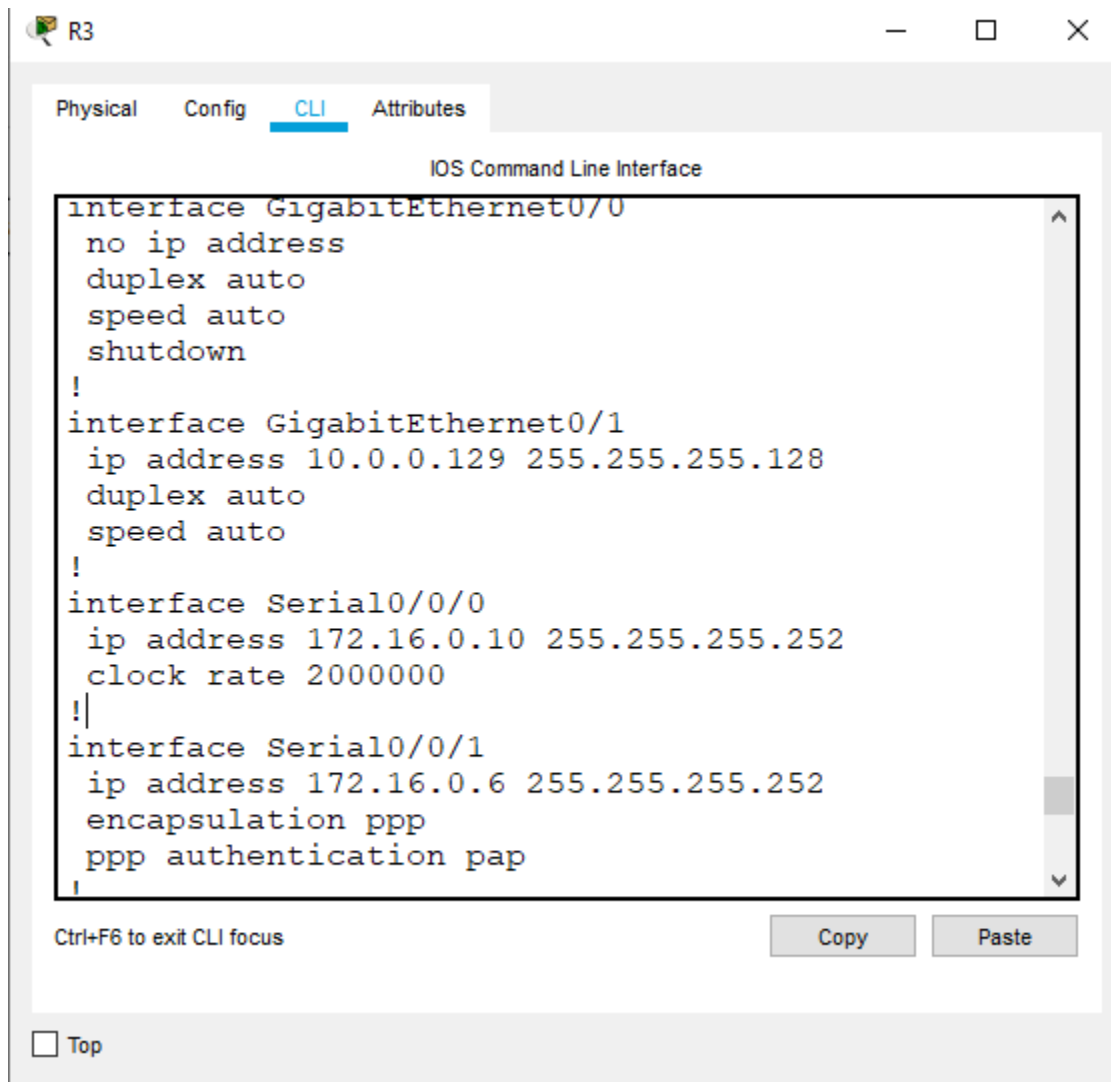 R3
Physical Config CLI Attributes
IOS Command Line Interface
interface GigabitEthernet0/0
no ip address
duplex auto
speed auto
shutdown
!
interface GigabitEthernet0/1
ip address 10.0.0.129 255.255.255.128
duplex auto
speed auto
!
interface Serial0/0/0
ip address 172.16.0.10 255.255.255.252
clock rate 2000000
!
interface Serial0/0/1
ip address 172.16.0.6 255.255.255.252
encapsulation ppp
ppp authentication pap
!
Ctrl+F6 to exit CLI focus
Copy Paste
Top